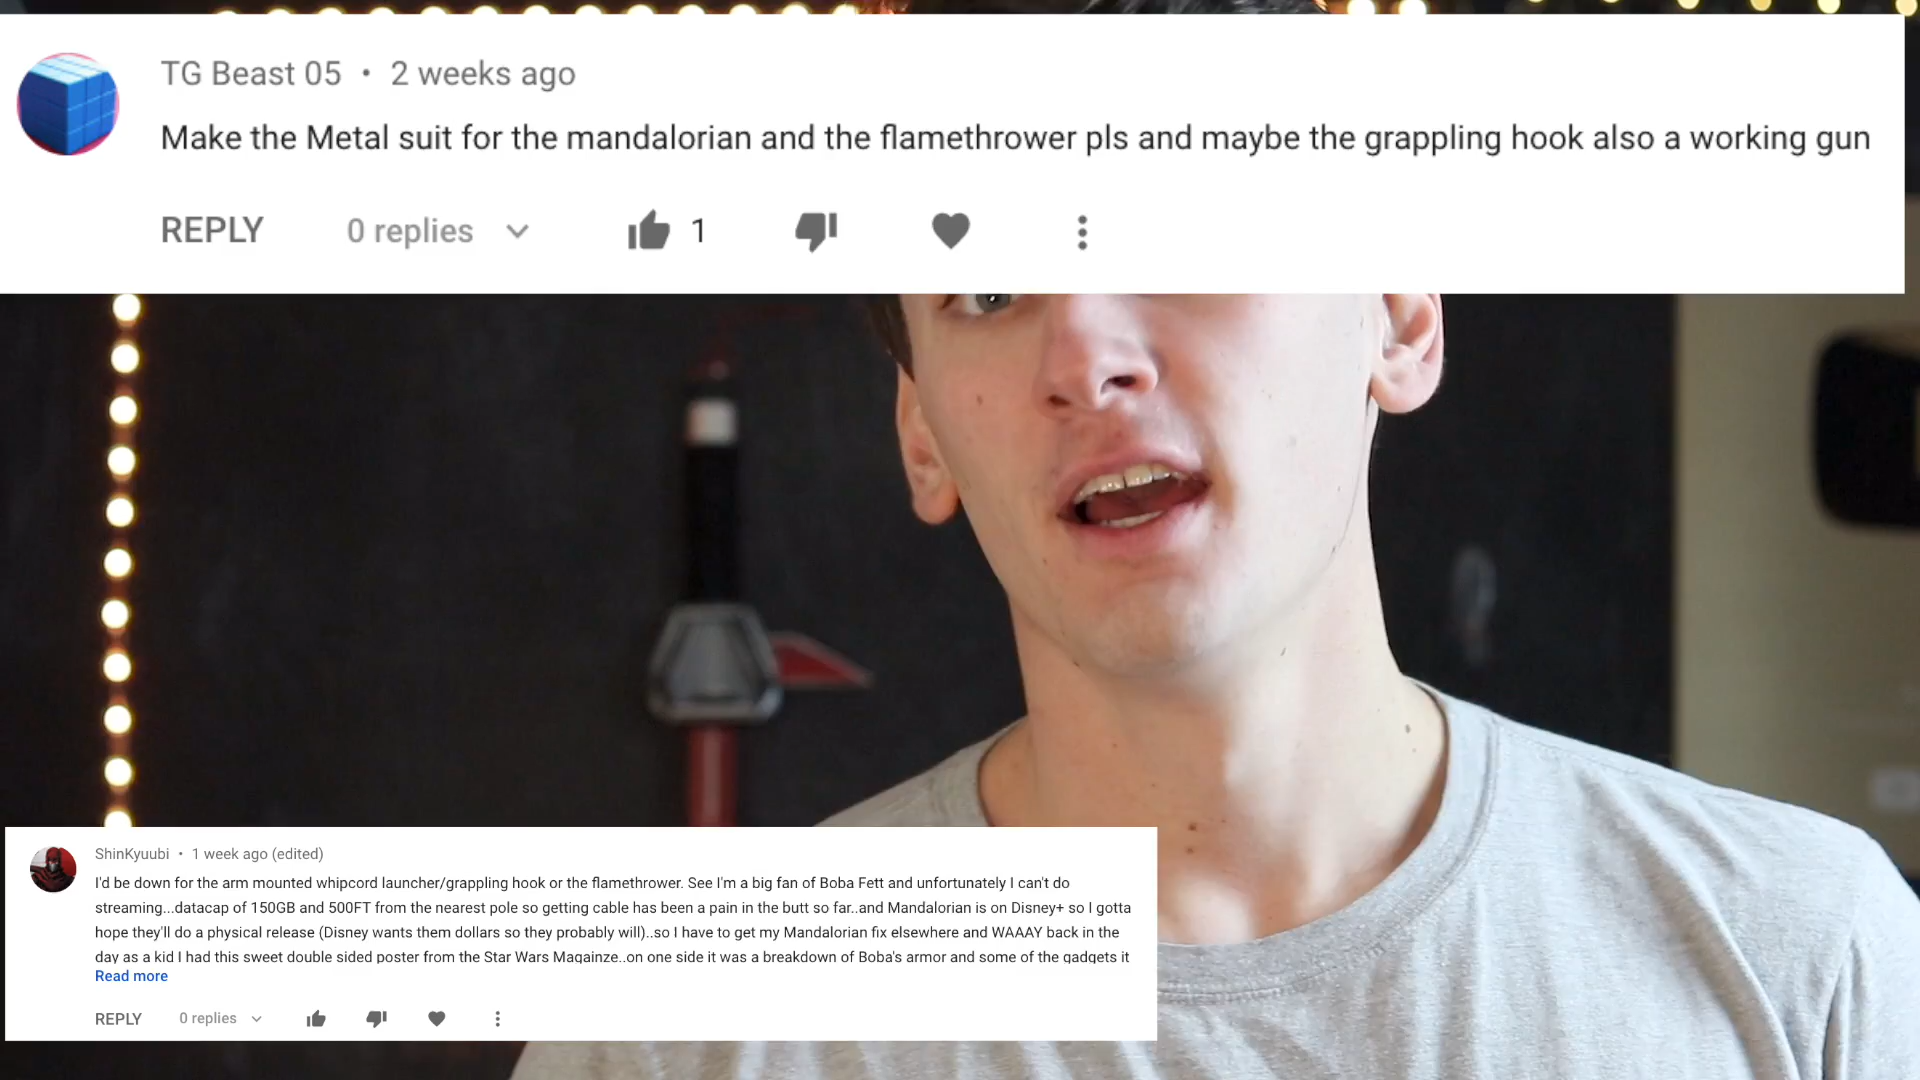 TG Beast 05 • 2 weeks ago
Make the Metal suit for the mandalorian and the flamethrower pls and maybe the grappling hook also a working gun
REPLY 0 replies 1
ShinKyuubi • 1 week ago (edited)
I'd be down for the arm mounted whipcord launcher/grappling hook or the flamethrower. See I'm a big fan of Boba Fett and unfortunately I can't do
streaming...datacap of 150GB and 500FT from the nearest pole so getting cable has been a pain in the butt so far..and Mandalorian is on Disney+ so I gotta
hope they'll do a physical release (Disney wants them dollars so they probably will)..so I have to get my Mandalorian fix elsewhere and WAAAY back in the
day as a kid I had this sweet double sided poster from the Star Wars Magainze..on one side it was a breakdown of Boba's armor and some of the gadgets it
Read more
REPLY 0 replies